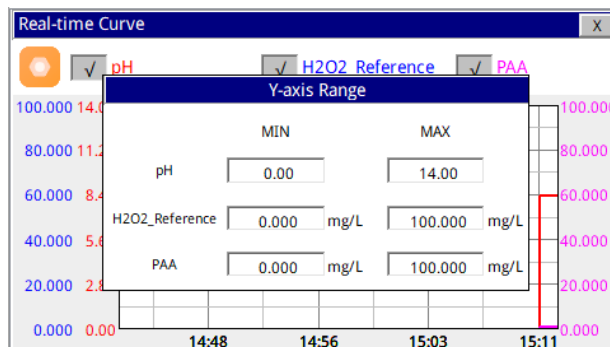 Real-time Curve X
√ pH √ H2O2_Reference √ PAA
Y-axis Range
MIN MAX
pH 0.00 14.00
H2O2_Reference 0.000 mg/L 100.000 mg/L
PAA 0.000 mg/L 100.000 mg/L
100.000 14.0 100.000
80.000 11.2 80.000
60.000 8.4 60.000
40.000 5.6 40.000
20.000 2.8 20.000
0.000 0.00 0.000
14:48 14:56 15:03 15:11